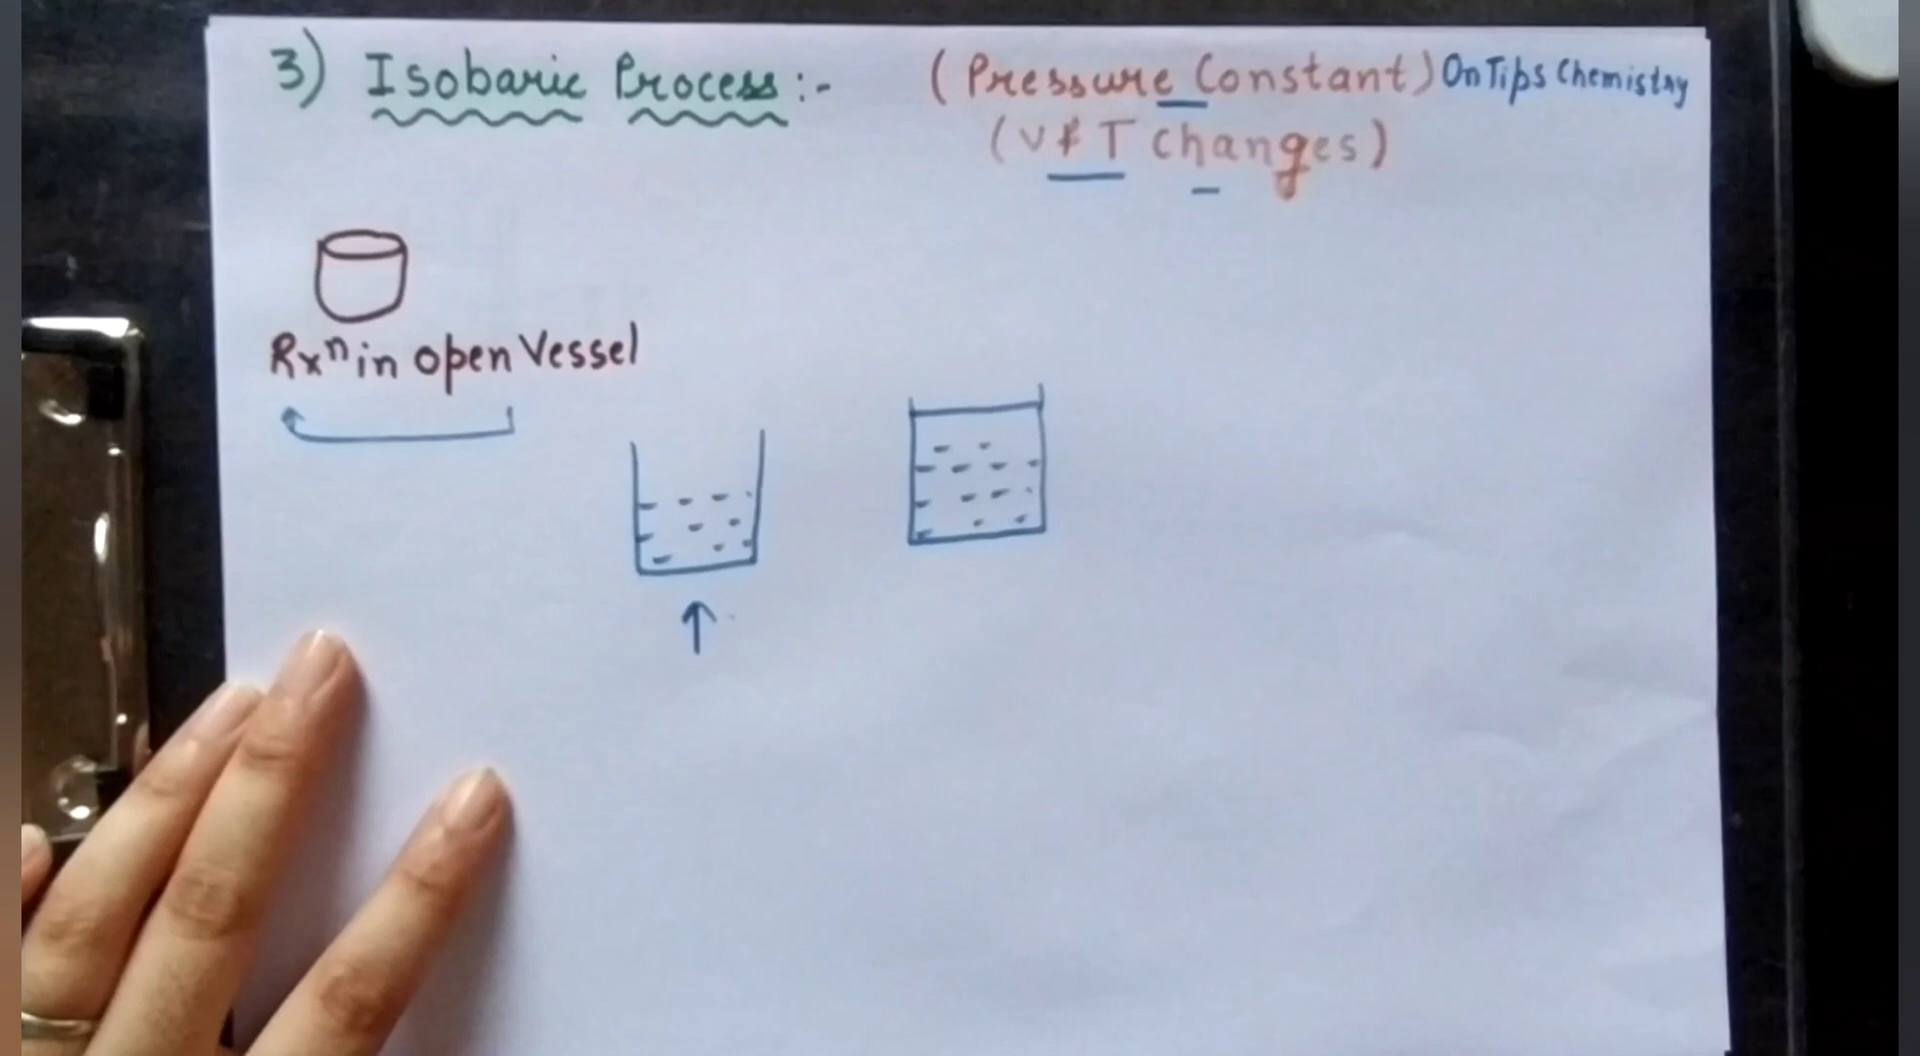 3) Isobaric Process:- (Pressure Constant) OnTips Chemistry
(V & T Changes)
Rxⁿ in open Vessel